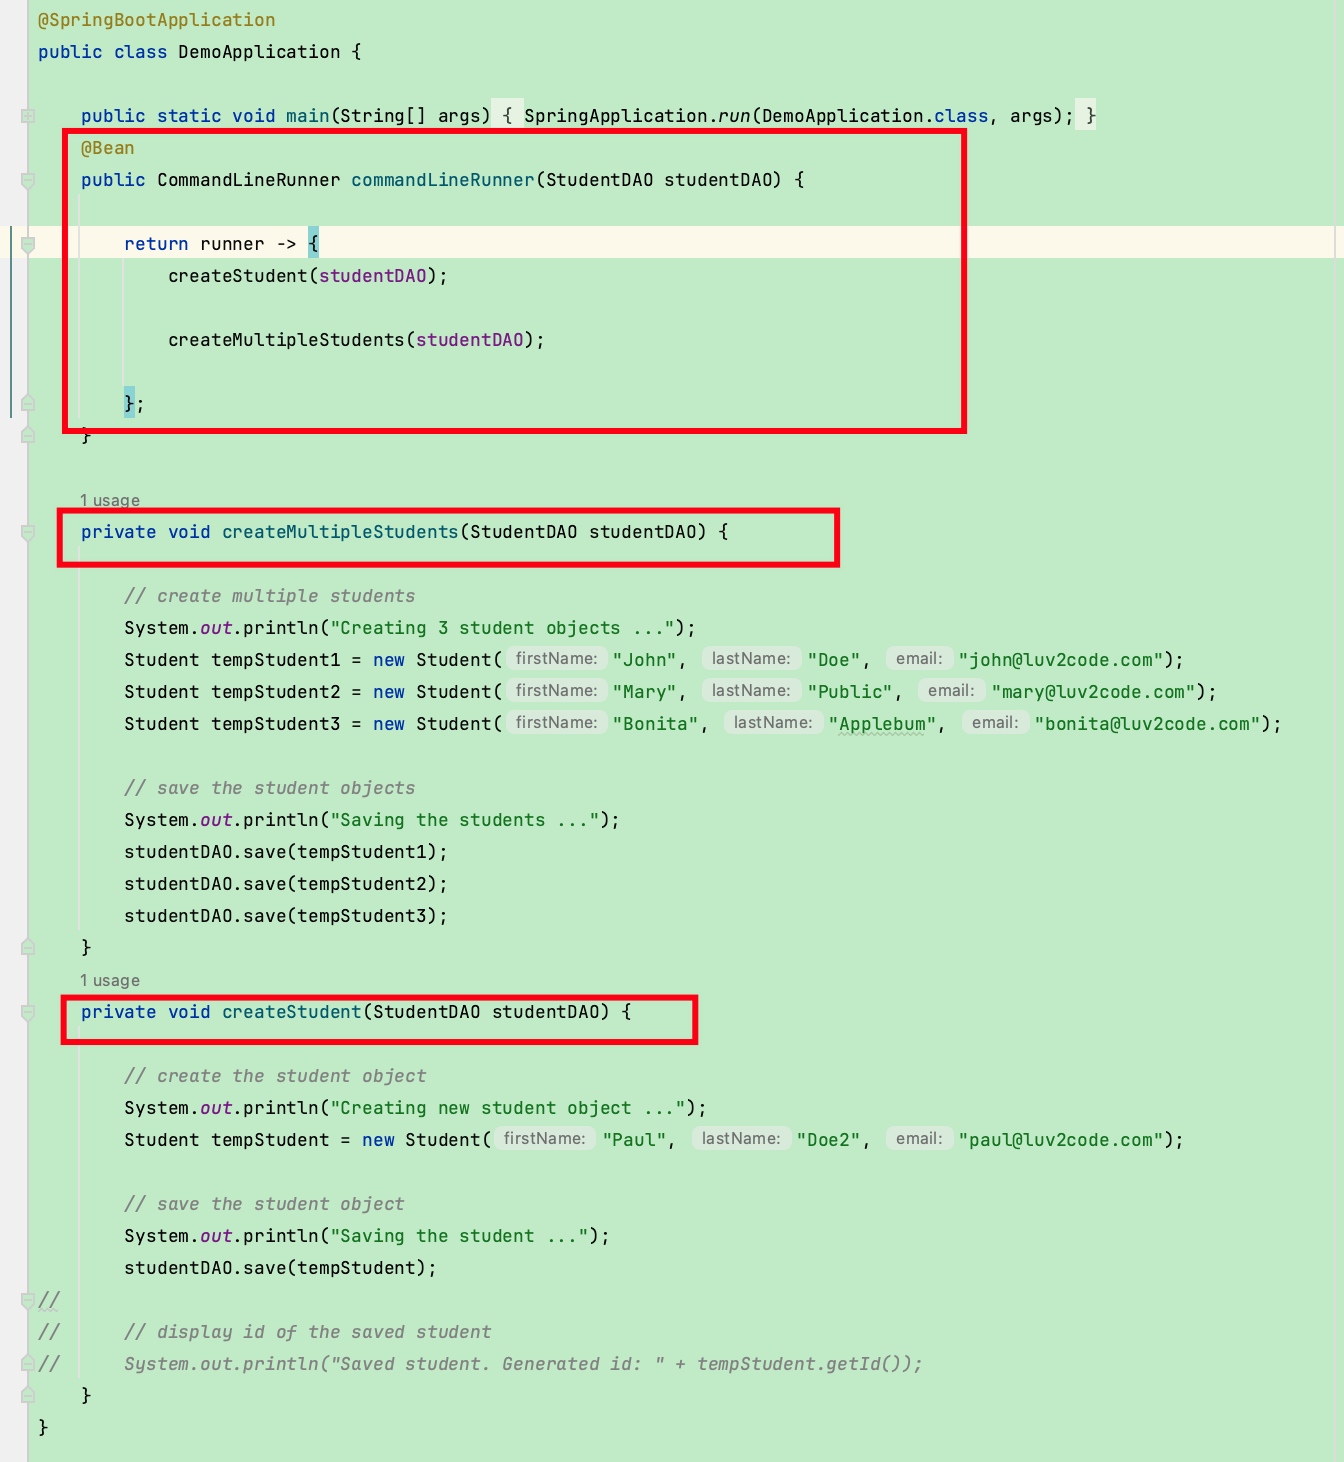 @SpringBootApplication
public class DemoApplication {
public static void main(String[] args) { SpringApplication.run(DemoApplication.class, args); }
@Bean
public CommandLineRunner commandLineRunner(StudentDAO studentDAO) {
return runner -> {
createStudent(studentDAO);
createMultipleStudents(studentDAO);
};
}
1 usage
private void createMultipleStudents(StudentDAO studentDAO) {
// create multiple students
System.out.println("Creating 3 student objects ...");
Student tempStudent1 = new Student( firstName: "John", lastName: "Doe", email: "john@luv2code.com");
Student tempStudent2 = new Student( firstName: "Mary", lastName: "Public", email: "mary@luv2code.com");
Student tempStudent3 = new Student( firstName: "Bonita", lastName: "Applebum", email: "bonita@luv2code.com");
// save the student objects
System.out.println("Saving the students ...");
studentDAO.save(tempStudent1);
studentDAO.save(tempStudent2);
studentDAO.save(tempStudent3);
}
1 usage
private void createStudent(StudentDAO studentDAO) {
// create the student object
System.out.println("Creating new student object ...");
Student tempStudent = new Student( firstName: "Paul", lastName: "Doe2", email: "paul@luv2code.com");
// save the student object
System.out.println("Saving the student ...");
studentDAO.save(tempStudent);
//
// // display id of the saved student
// System.out.println("Saved student. Generated id: " + tempStudent.getId());
}
}